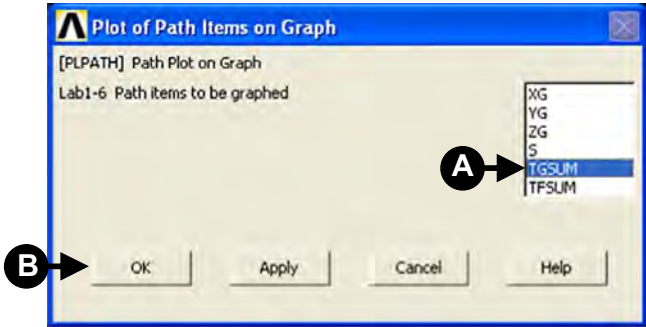 Plot of Path Items on Graph
[PLPATH] Path Plot on Graph
Lab1-6 Path items to be graphed
XG
YG
ZG
S
A
TGSUM
TFSUM
B
OK Apply Cancel Help